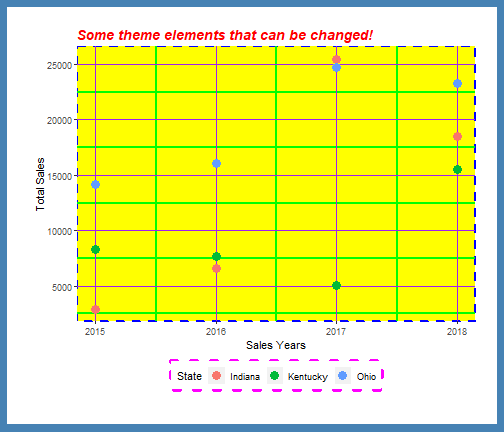 Some theme elements that can be changed!
25000
20000
15000
10000
5000
Total Sales
2015 2016 2017 2018
Sales Years
State Indiana Kentucky Ohio